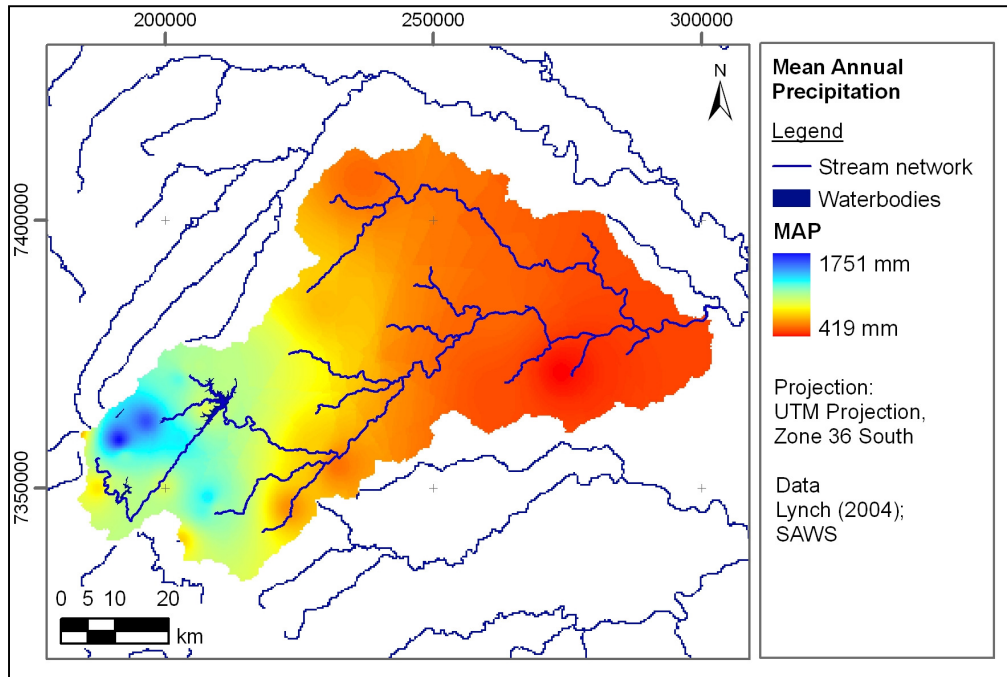 200000
250000
300000
7400000
7350000
N
0 5 10 20
km
Mean Annual
Precipitation
Legend
Stream network
Waterbodies
MAP
1751 mm
419 mm
Projection:
UTM Projection,
Zone 36 South
Data
Lynch (2004);
SAWS